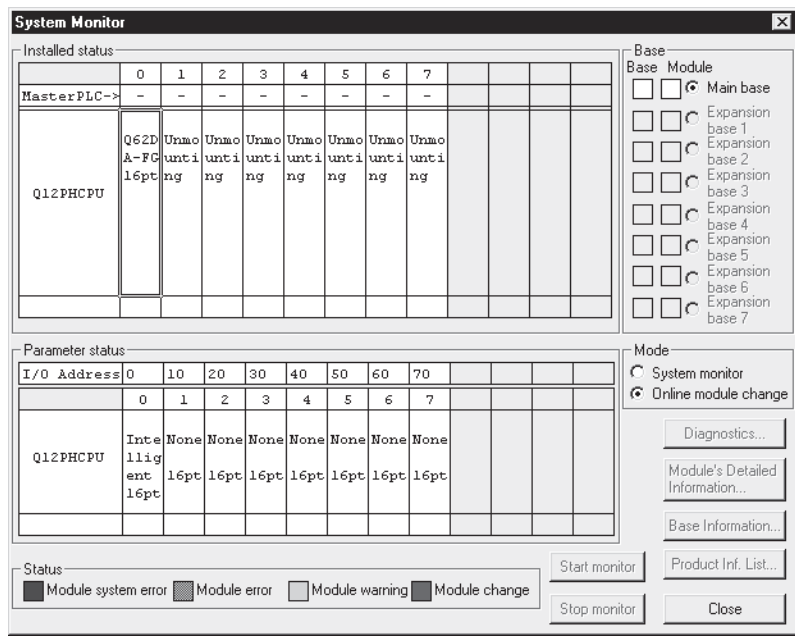 System Monitor
Installed status
0 1 2 3 4 5 6 7
MasterPLC-> - - - - - - - -
Q12PHCPU
Q62D Unmo Unmo Unmo Unmo Unmo Unmo Unmo
A-FG unti unti unti unti unti unti unti
16pt ng ng ng ng ng ng ng
Base
Base Module
Main base
Expansion
base 1
Expansion
base 2
Expansion
base 3
Expansion
base 4
Expansion
base 5
Expansion
base 6
Expansion
base 7
Parameter status
I/O Address 0 10 20 30 40 50 60 70
0 1 2 3 4 5 6 7
Q12PHCPU
Inte None None None None None None None
llig
ent 16pt 16pt 16pt 16pt 16pt 16pt 16pt
16pt
Mode
System monitor
Online module change
Diagnostics...
Module's Detailed
Information...
Base Information...
Product Inf. List...
Close
Status
Module system error Module error Module warning Module change
Start monitor
Stop monitor